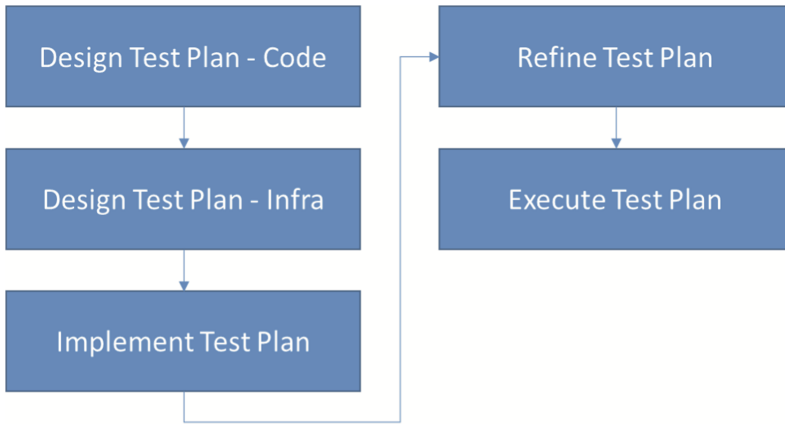 Design Test Plan - Code
Design Test Plan - Infra
Implement Test Plan
Refine Test Plan
Execute Test Plan